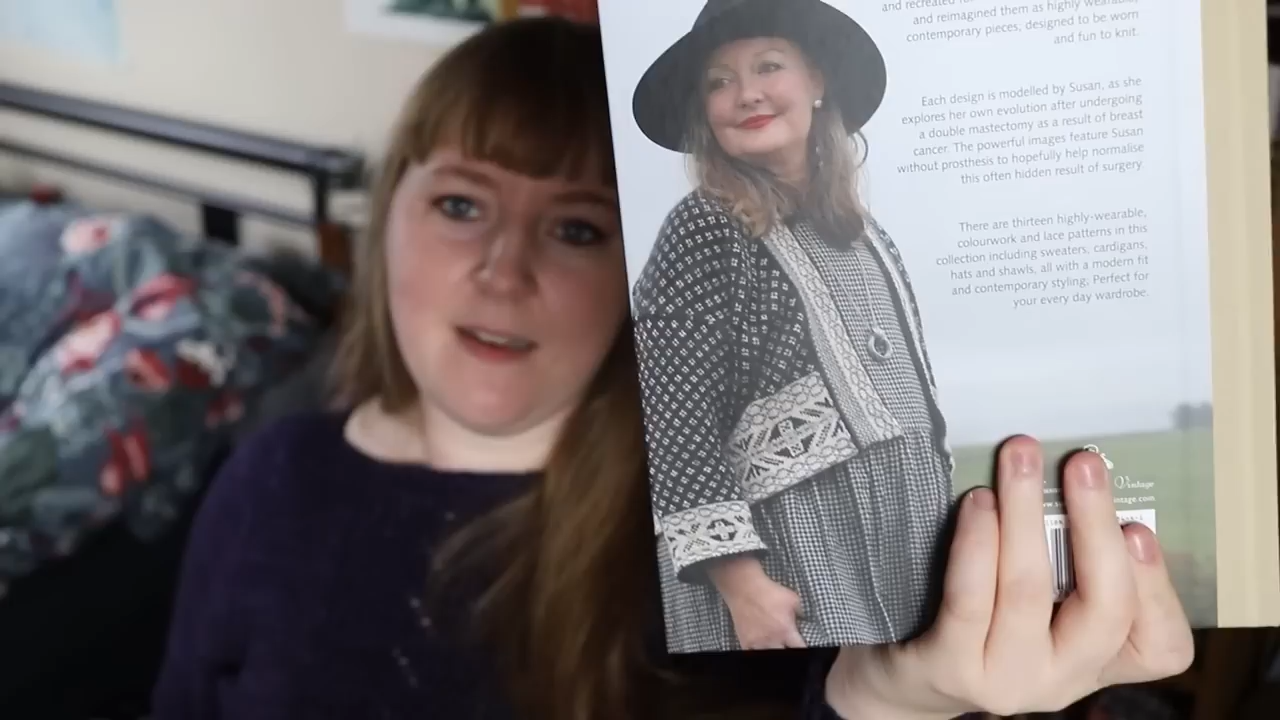 and recreated
and reimagined them as highly wearable,
contemporary pieces, designed to be worn
and fun to knit.
Each design is modelled by Susan, as she
explores her own evolution after undergoing
a double mastectomy as a result of breast
cancer. The powerful images feature Susan
without prosthesis to hopefully help normalise
this often hidden result of surgery.
There are thirteen highly-wearable,
colourwork and lace patterns in this
collection including sweaters, cardigans,
hats and shawls, all with a modern fit
and contemporary styling. Perfect for
your every day wardrobe.
Vintage